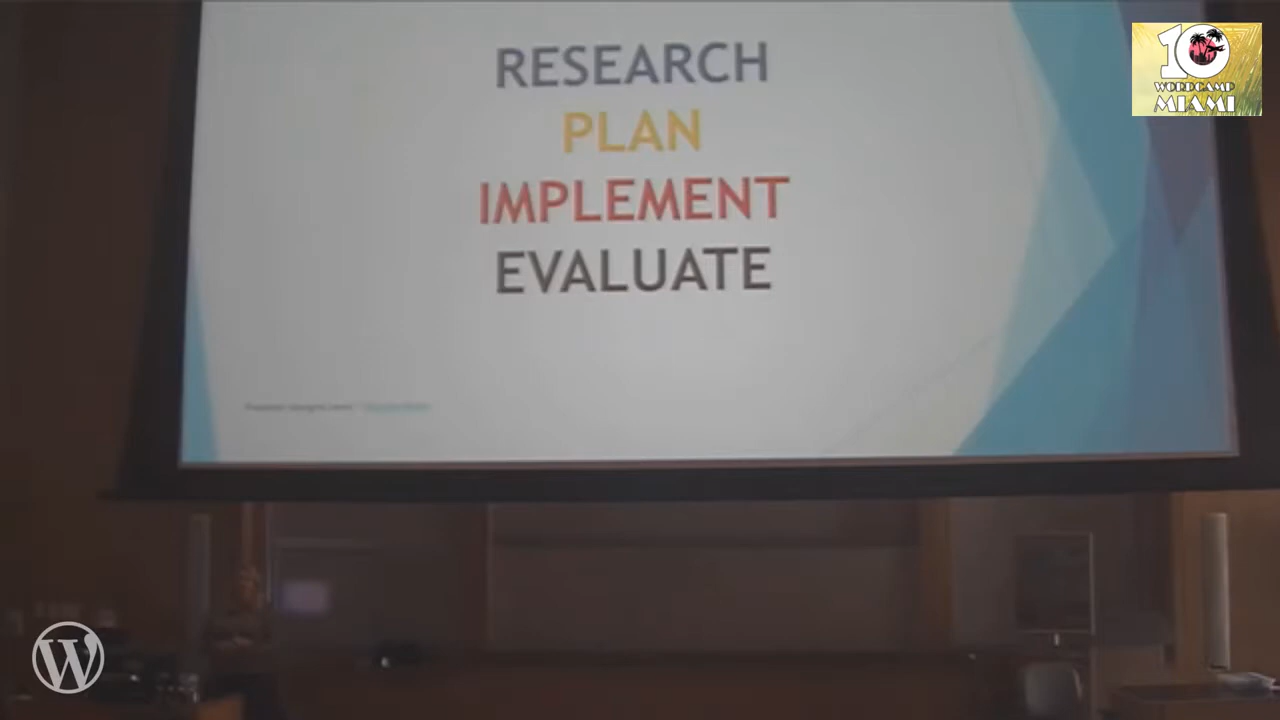 RESEARCH
PLAN
IMPLEMENT
EVALUATE
10
WORDCAMP
MIAMI